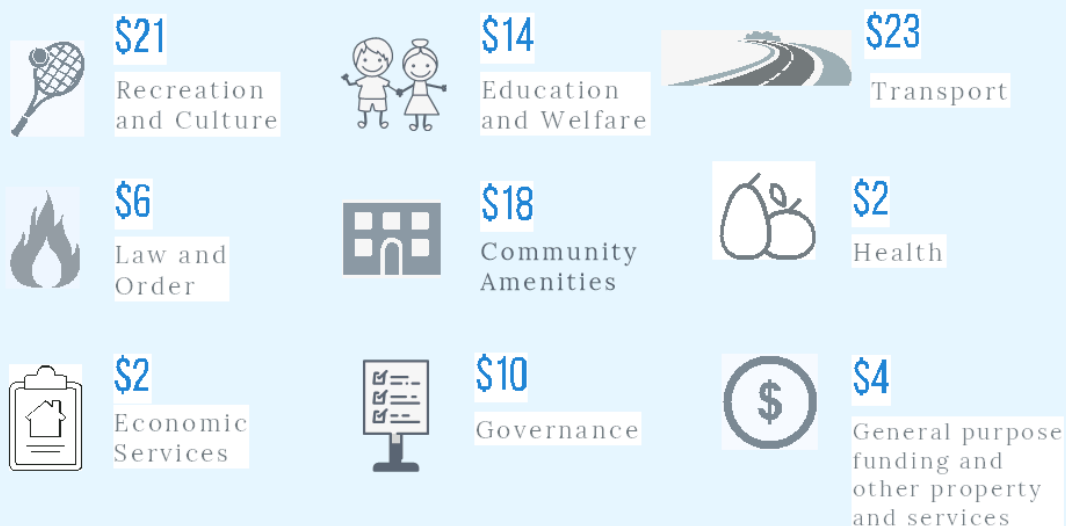 $21
Recreation
and Culture
$14
Education
and Welfare
$23
Transport
$6
Law and
Order
$18
Community
Amenities
$2
Health
$2
Economic
Services
$10
Governance
$4
General purpose
funding and
other property
and services
$